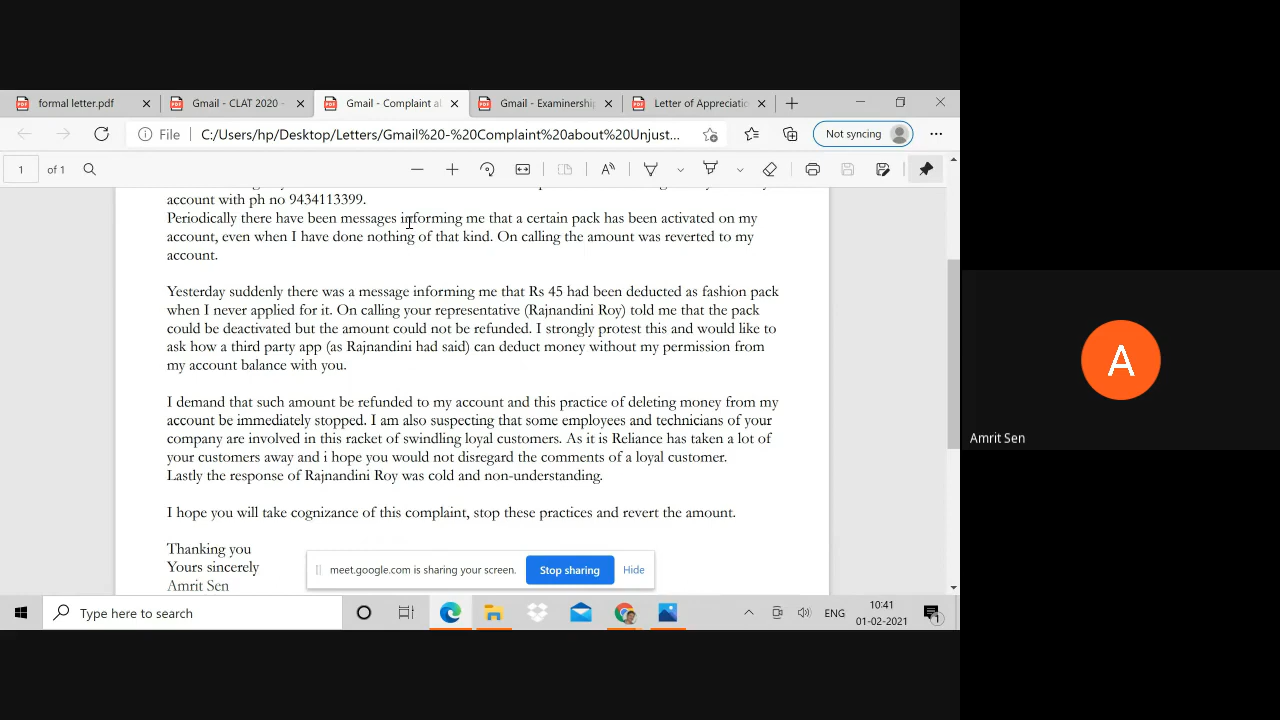 formal letter.pdf
Gmail - CLAT 2020 -
Gmail - Complaint al
Gmail - Examinership
Letter of Appreciatio
File C:/Users/hp/Desktop/Letters/Gmail%20-%20Complaint%20about%20Unjust...
Not syncing
1 of 1
account with ph no 9434113399.
Periodically there have been messages informing me that a certain pack has been activated on my
account, even when I have done nothing of that kind. On calling the amount was reverted to my
account.
Yesterday suddenly there was a message informing me that Rs 45 had been deducted as fashion pack
when I never applied for it. On calling your representative (Rajnandini Roy) told me that the pack
could be deactivated but the amount could not be refunded. I strongly protest this and would like to
ask how a third party app (as Rajnandini had said) can deduct money without my permission from
my account balance with you.
I demand that such amount be refunded to my account and this practice of deleting money from my
account be immediately stopped. I am also suspecting that some employees and technicians of your
company are involved in this racket of swindling loyal customers. As it is Reliance has taken a lot of
your customers away and i hope you would not disregard the comments of a loyal customer.
Lastly the response of Rajnandini Roy was cold and non-understanding.
I hope you will take cognizance of this complaint, stop these practices and revert the amount.
Thanking you
Yours sincerely
Amrit Sen
meet.google.com is sharing your screen. Stop sharing Hide
Type here to search
ENG
10:41
01-02-2021
1
A
Amrit Sen